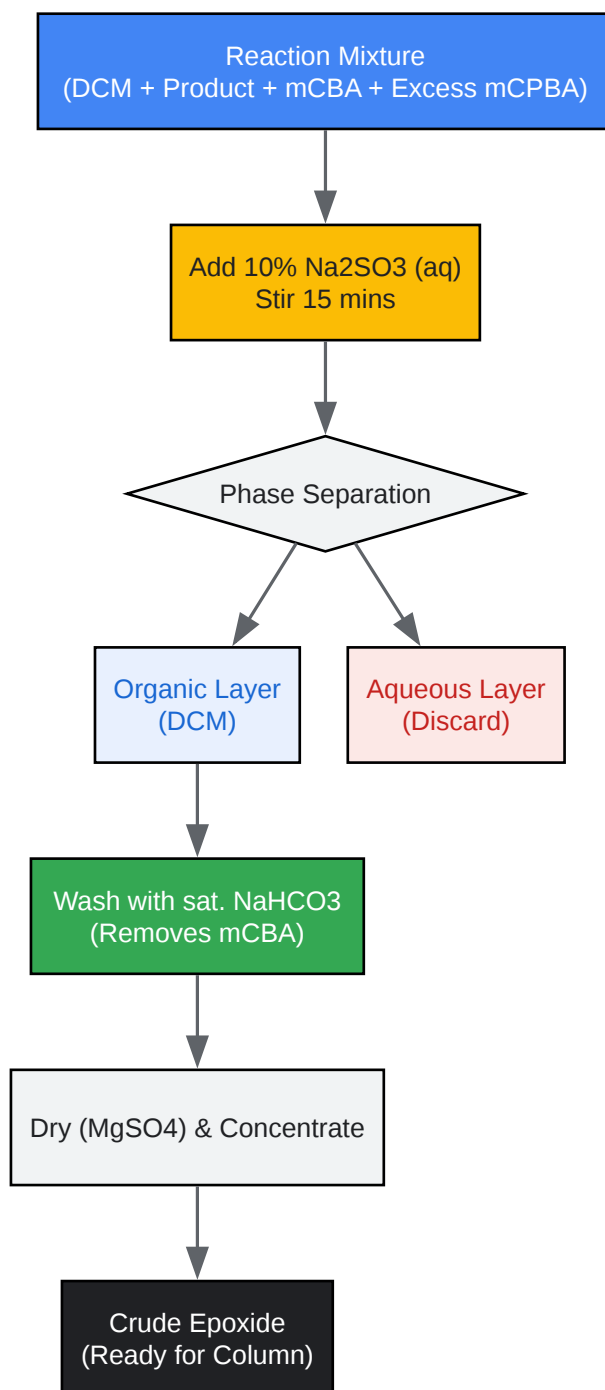 Reaction Mixture
(DCM + Product + mCBA + Excess mCPBA)
Add 10% Na2SO3 (aq)
Stir 15 mins
Phase Separation
Organic Layer
(DCM)
Aqueous Layer
(Discard)
Wash with sat. NaHCO3
(Removes mCBA)
Dry (MgSO4) & Concentrate
Crude Epoxide
(Ready for Column)